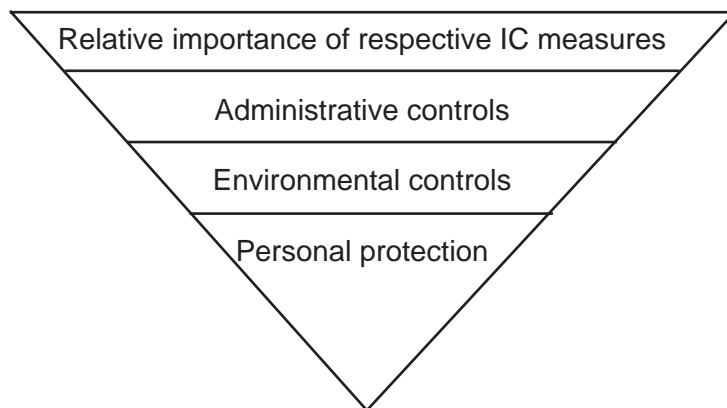 Relative importance of respective IC measures
Administrative controls
Environmental controls
Personal protection